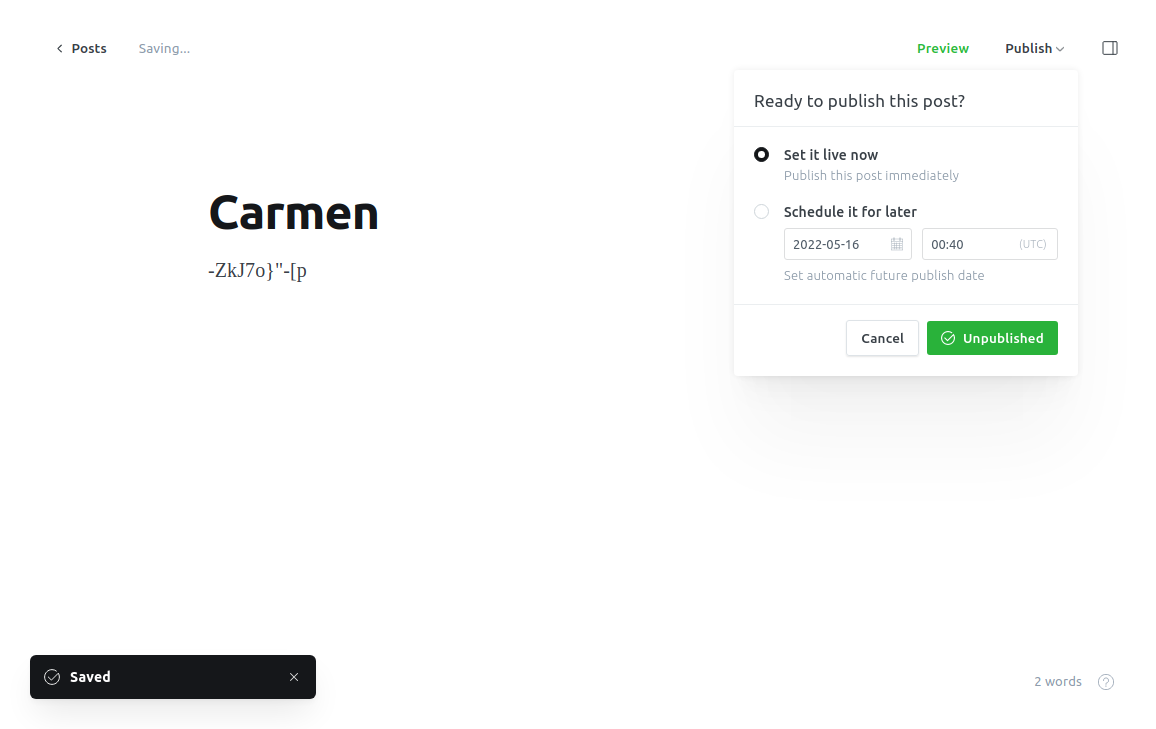 Posts Saving... Preview Publish
Ready to publish this post?
Set it live now
Publish this post immediately
Schedule it for later
2022-05-16 00:40 (UTC)
Set automatic future publish date
Cancel Unpublished
Carmen
-ZkJ7o}"-[p
Saved
2 words
?